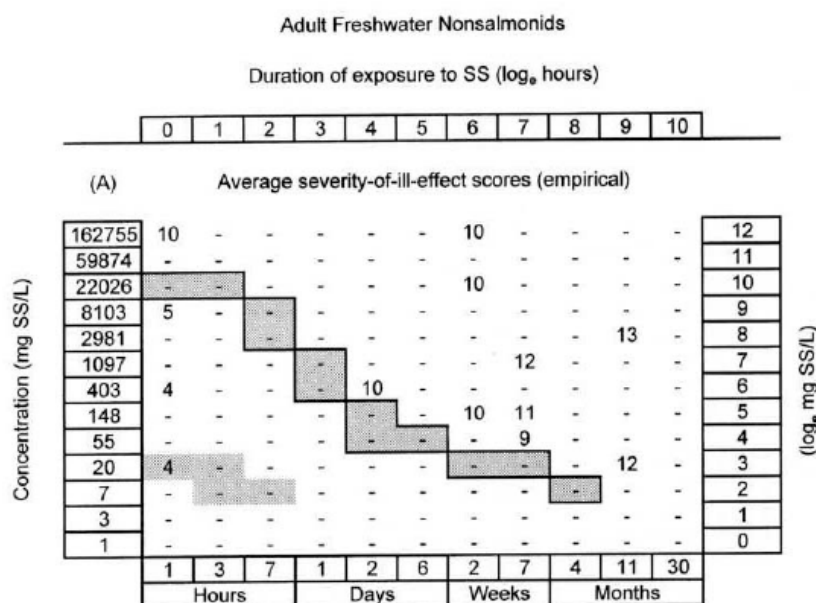 Adult Freshwater Nonsalmonids
Duration of exposure to SS (logₑ hours)
0 1 2 3 4 5 6 7 8 9 10
(A) Average severity-of-ill-effect scores (empirical)
Concentration (mg SS/L)
162755 10 - - - - - 10 - - - - 12
59874 - - - - - - - - - - - 11
22026 - - - - - - 10 - - - - 10
8103 5 - - - - - - - - - - 9
2981 - - - - - - - - - 13 - 8
1097 - - - - - - - 12 - - - 7
403 4 - - - 10 - - - - - - 6
148 - - - - - - 10 11 - - - 5
55 - - - - - - - 9 - - - 4
20 4 - - - - - - - - 12 - 3
7 - - - - - - - - - - - 2
3 - - - - - - - - - - - 1
1 - - - - - - - - - - - 0
(logₑ mg SS/L)
1 3 7 1 2 6 2 7 4 11 30
Hours Days Weeks Months